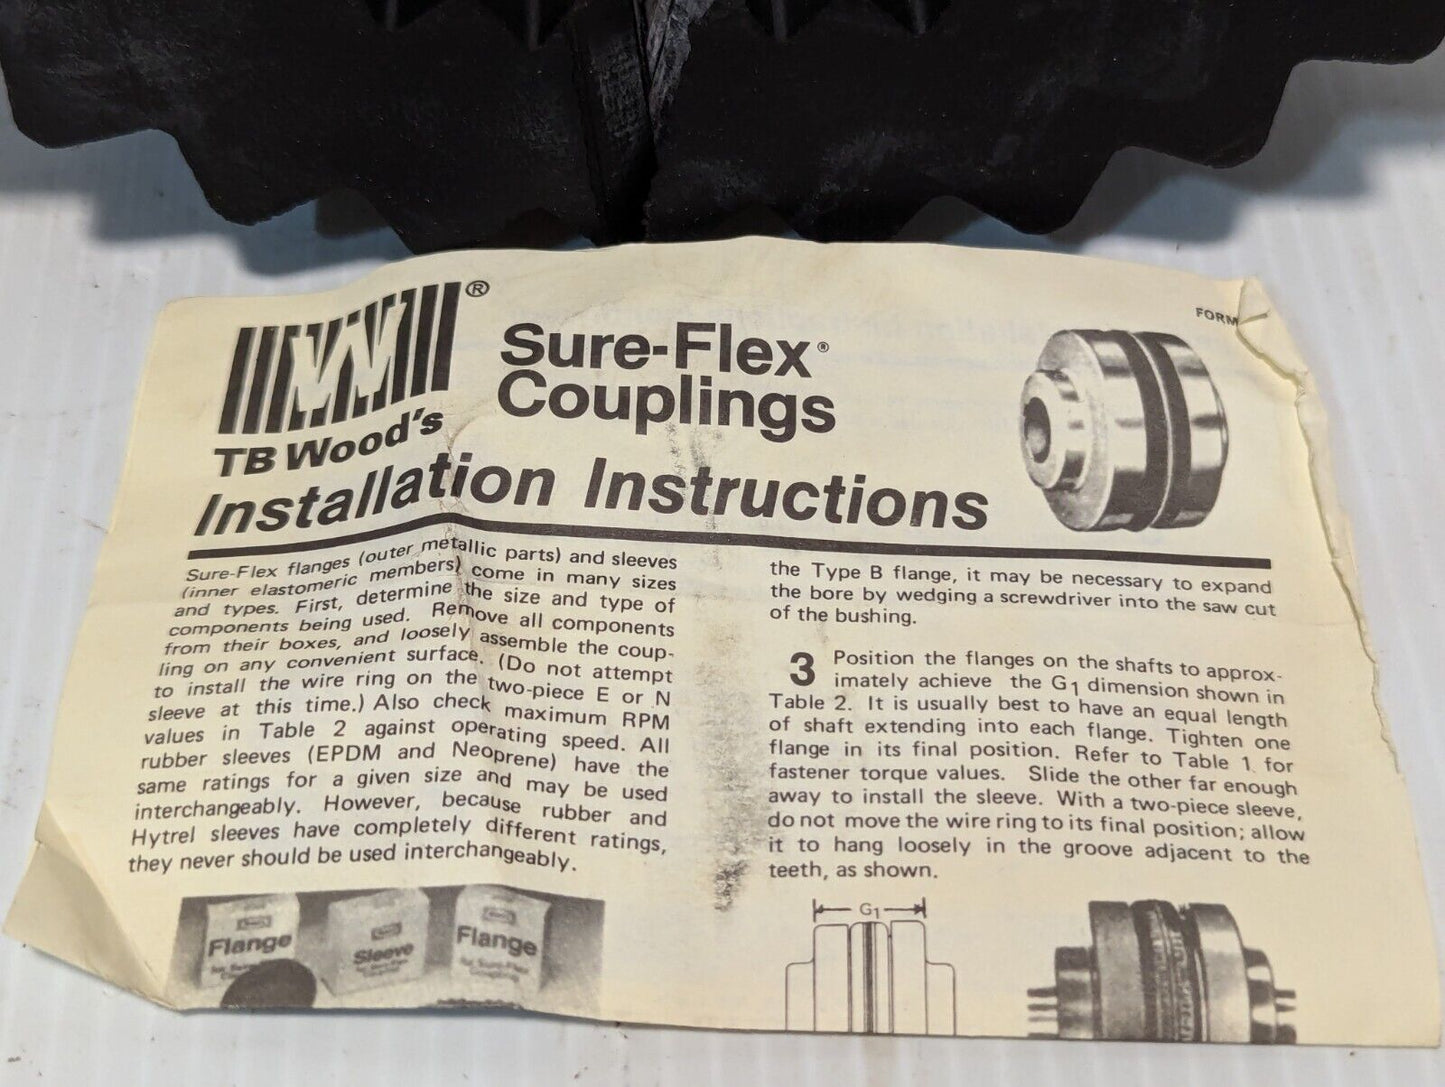 ®
TB Wood's
Sure-Flex®
Couplings
Installation Instructions
FORM
Sure-Flex flanges (outer metallic parts) and sleeves
(inner elastomeric members) come in many sizes
and types. First, determine the size and type of
components being used. Remove all components
from their boxes, and loosely assemble the coup-
ling on any convenient surface. (Do not attempt
to install the wire ring on the two-piece E or N
sleeve at this time.) Also check maximum RPM
values in Table 2 against operating speed. All
rubber sleeves (EPDM and Neoprene) have the
same ratings for a given size and may be used
interchangeably. However, because rubber and
Hytrel sleeves have completely different ratings,
they never should be used interchangeably.
Flange
Sleeve
Flange
for Sure-Flex
Coupling
the Type B flange, it may be necessary to expand
the bore by wedging a screwdriver into the saw cut
of the bushing.
3 Position the flanges on the shafts to approx-
imately achieve the G1 dimension shown in
Table 2. It is usually best to have an equal length
of shaft extending into each flange. Tighten one
flange in its final position. Refer to Table 1 for
fastener torque values. Slide the other far enough
away to install the sleeve. With a two-piece sleeve,
do not move the wire ring to its final position; allow
it to hang loosely in the groove adjacent to the
teeth, as shown.
G1